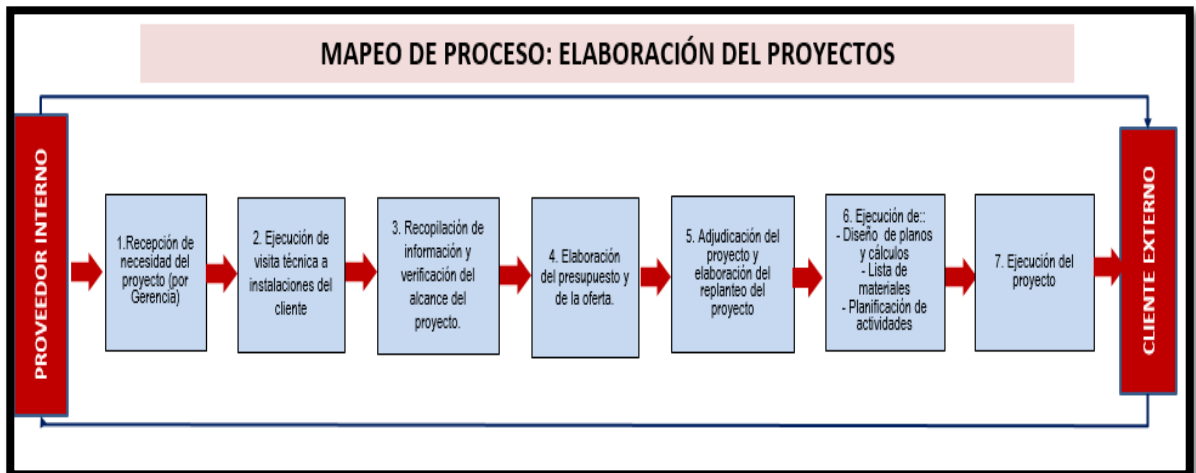 MAPEO DE PROCESO: ELABORACIÓN DEL PROYECTOS
PROVEEDOR INTERNO
1.Recepción de
necesidad del
proyecto (por
Gerencia)
2. Ejecución de
visita técnica a
instalaciones del
cliente
3. Recopilación de
información y
verificación del
alcance del
proyecto.
4. Elaboración
del presupuesto y
de la oferta.
5. Adjudicación del
proyecto y
elaboración del
replanteo del
proyecto
6. Ejecución de::
- Diseño de planos
y cálculos
- Lista de
materiales
- Planificación de
actividades
7. Ejecución del
proyecto
CLIENTE EXTERNO